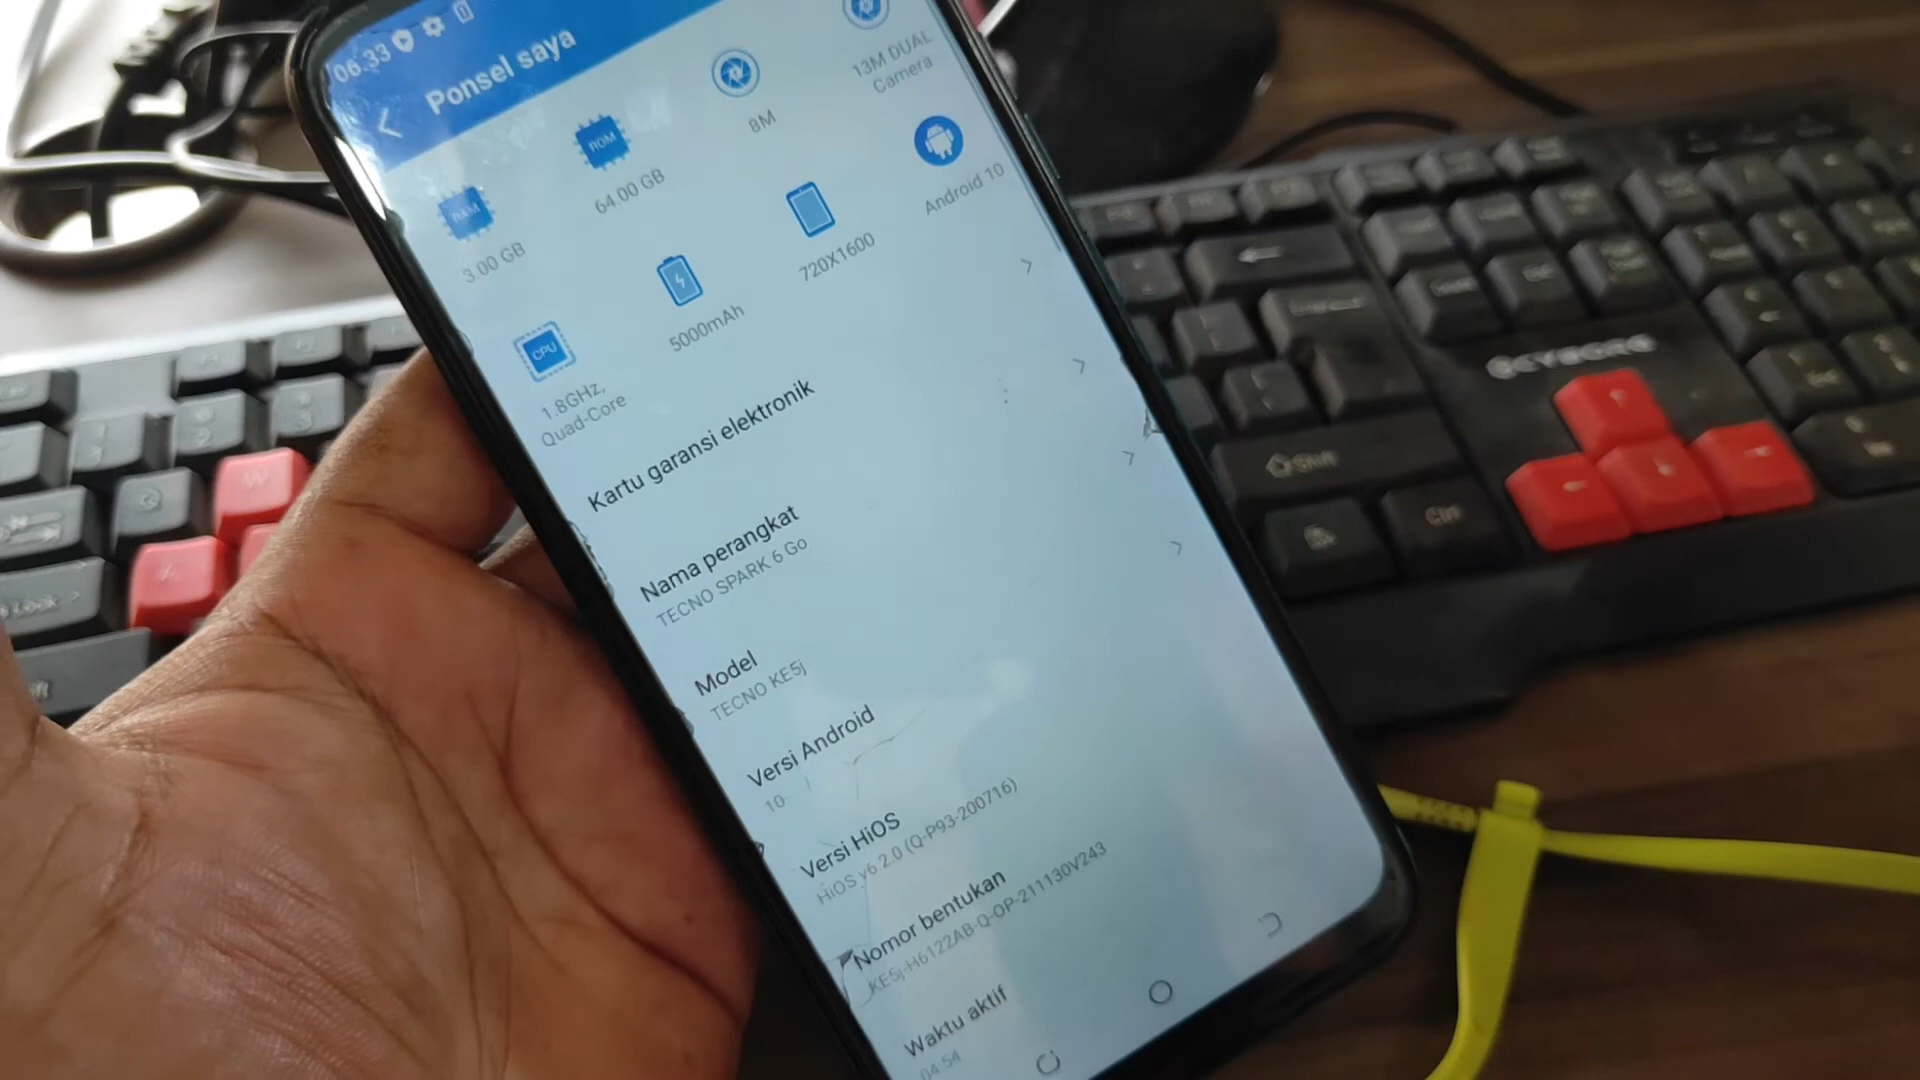 06.33
Ponsel saya
RAM
3.00 GB
ROM
64.00 GB
8M
13M DUAL
Camera
CPU
1.8GHz,
Quad-Core
5000mAh
720X1600
Android 10
Kartu garansi elektronik
Nama perangkat
TECNO SPARK 6 Go
Model
TECNO KE5j
Versi Android
10
Versi HiOS
HiOS v6.2.0 (Q-P93-200716)
Nomor bentukan
KE5j-H6122AB-Q-OP-211130V243
Waktu aktif
04:54
Shift
Ctrl
W